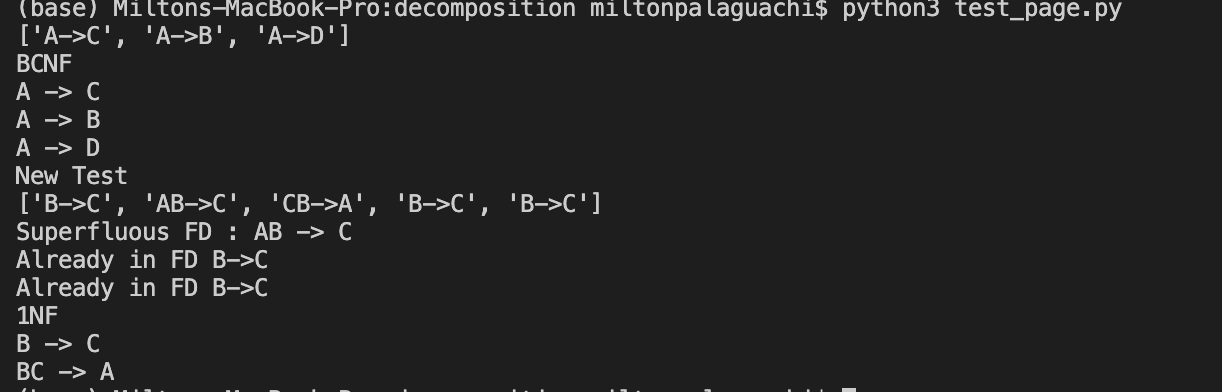 (base) Miltons-MacBook-Pro:decomposition miltonpalaguachi$ python3 test_page.py
['A->C', 'A->B', 'A->D']
BCNF
A -> C
A -> B
A -> D
New Test
['B->C', 'AB->C', 'CB->A', 'B->C', 'B->C']
Superfluous FD : AB -> C
Already in FD B->C
Already in FD B->C
1NF
B -> C
BC -> A